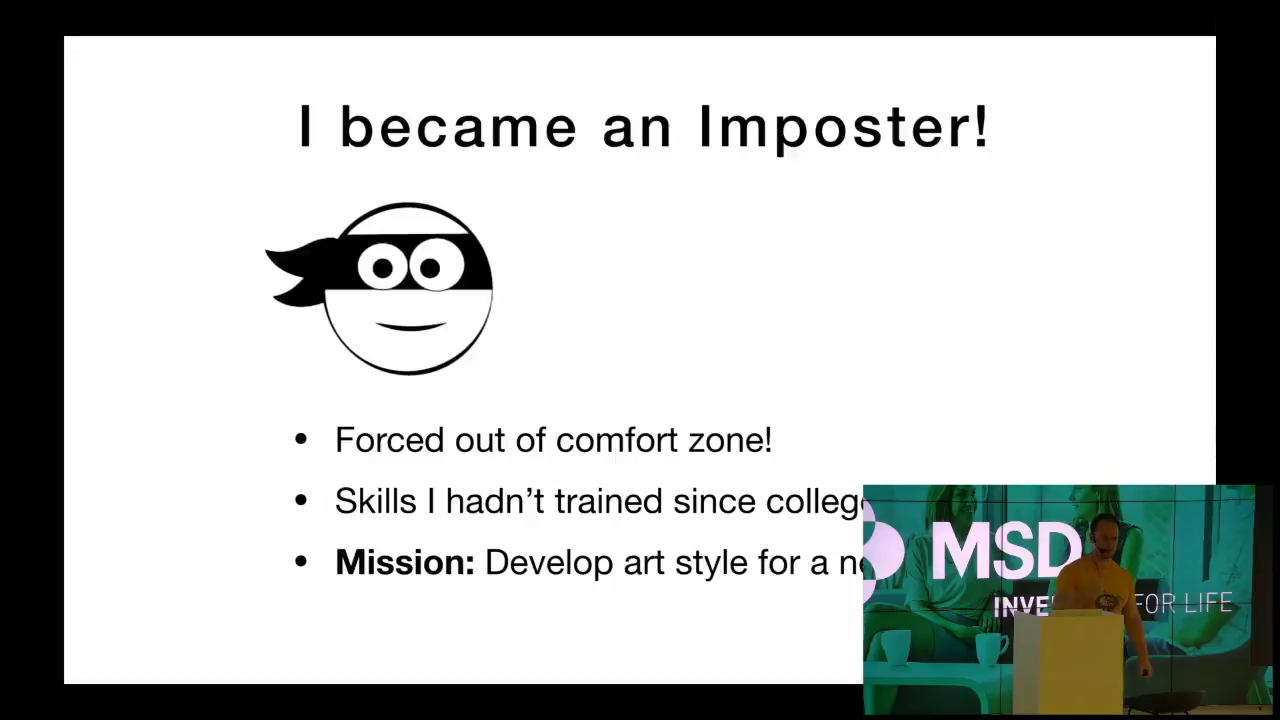 I became an Imposter!
• Forced out of comfort zone!
• Skills I hadn’t trained since
• Mission: Develop art style for a
MSD
FOR LIFE